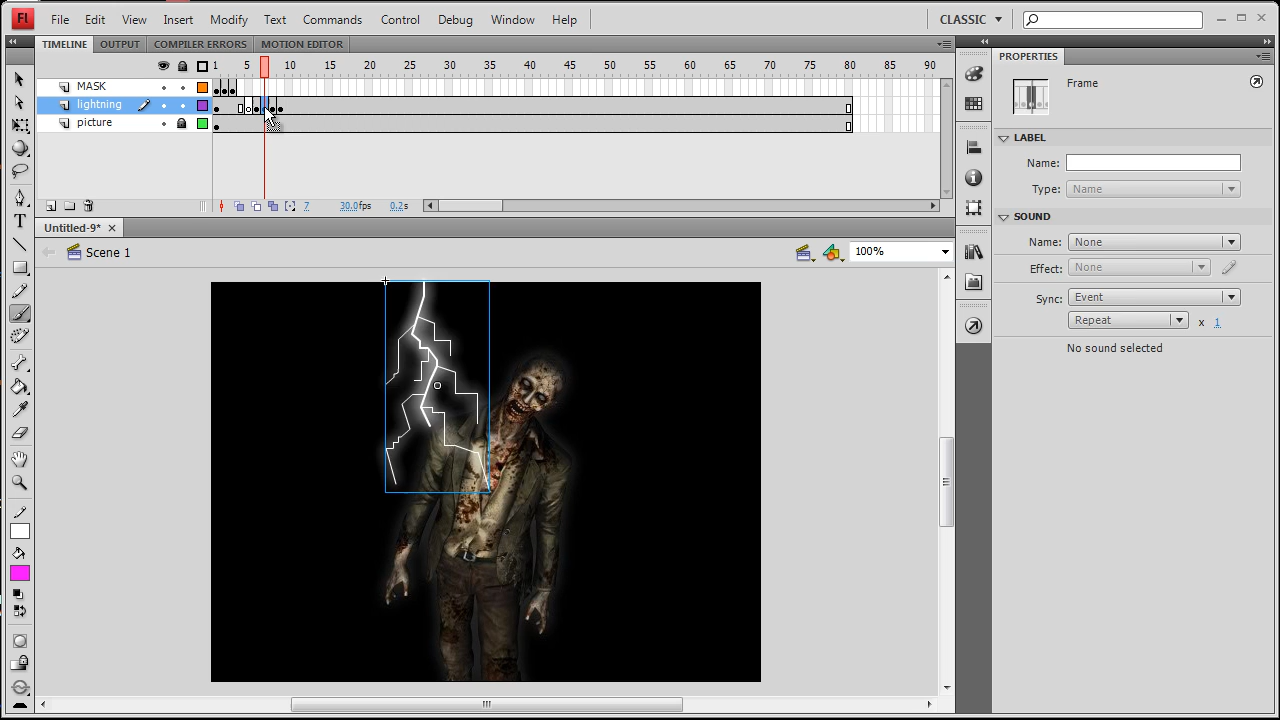 Fl File Edit View Insert Modify Text Commands Control Debug Window Help CLASSIC
TIMELINE OUTPUT COMPILER ERRORS MOTION EDITOR PROPERTIES
1 5 10 15 20 25 30 35 40 45 50 55 60 65 70 75 80 85 90
MASK
lightning
picture
7 30.0fps 0.2s
Untitled-9*
Scene 1 100%
Frame
LABEL
Name:
Type: Name
SOUND
Name: None
Effect: None
Sync: Event
Repeat x 1
No sound selected
T